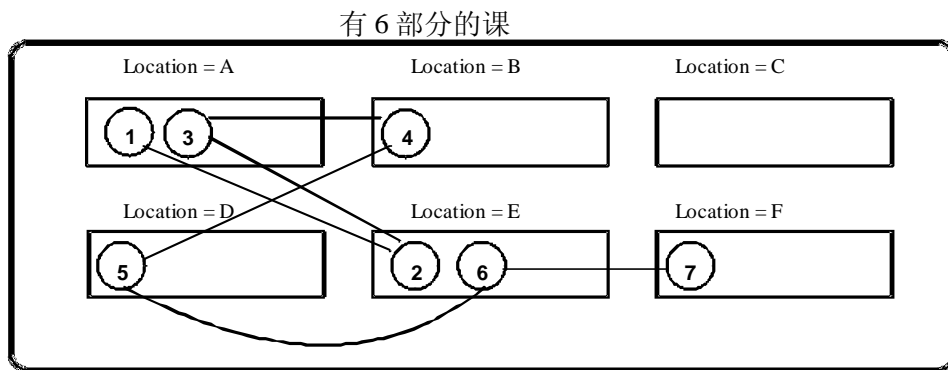 有 6 部分的课
Location = A Location = B Location = C
1 3 4
Location = D Location = E Location = F
5 2 6 7